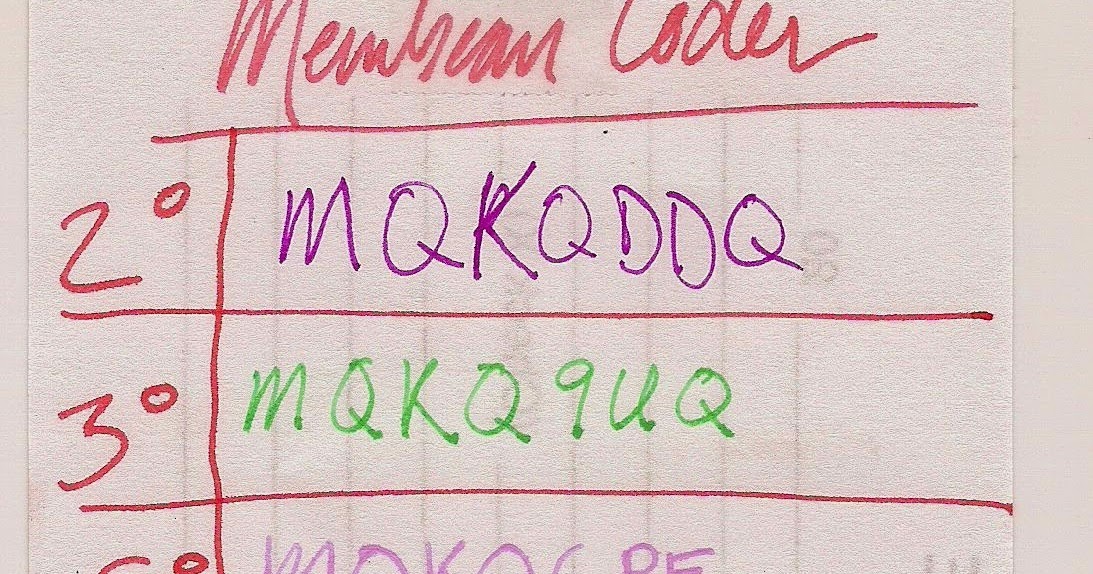 Membean Codes
2° MQKQDDQ
3° MQKQ9UQ